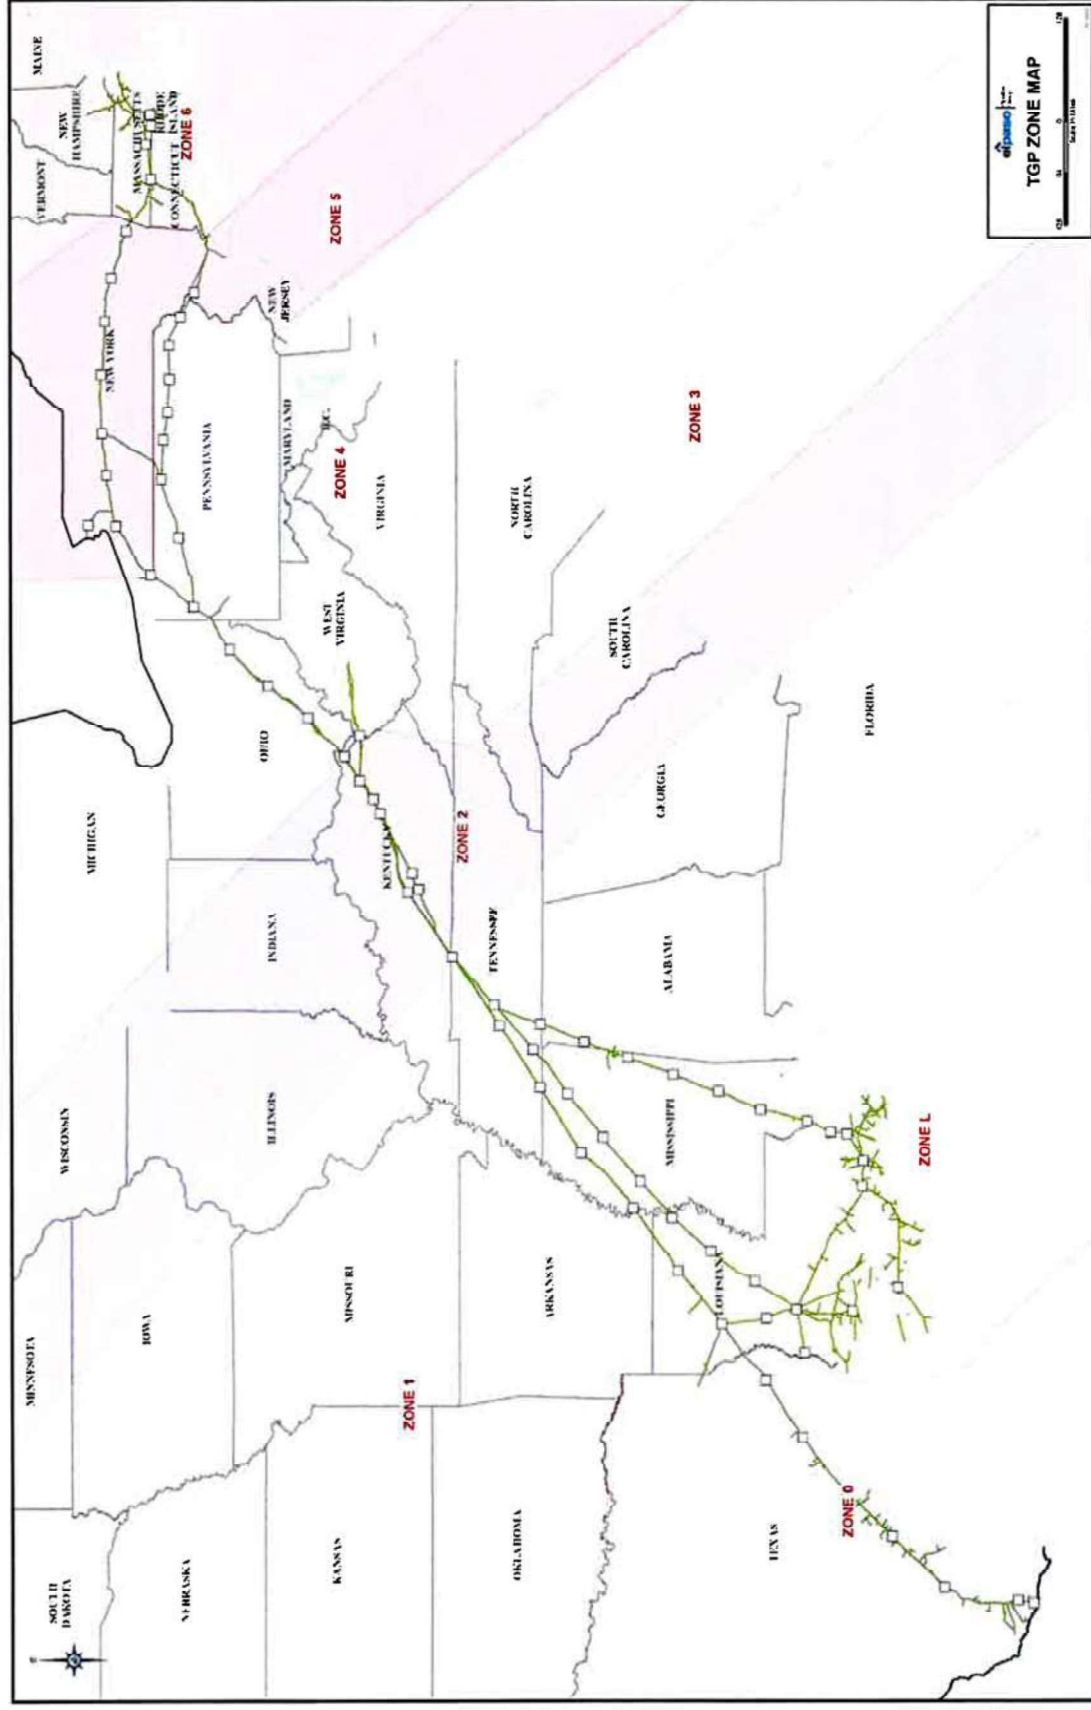 MAINE
NEW
HAMPSHIRE
VERMONT
MASSACHUSETTS
RHODE
ISLAND
CONNECTICUT
ZONE 6
NEW YORK
ZONE 5
NEW
JERSEY
PENNSYLVANIA
MARYLAND
D.C.
ZONE 4
VIRGINIA
WEST
VIRGINIA
NORTH
CAROLINA
ZONE 3
SOUTH
CAROLINA
OHIO
MICHIGAN
KENTUCKY
ZONE 2
INDIANA
TENNESSEE
GEORGIA
FLORIDA
ALABAMA
WISCONSIN
ILLINOIS
MISSISSIPPI
ZONE L
MINNESOTA
IOWA
MISSOURI
ARKANSAS
LOUISIANA
ZONE 1
SOUTH
DAKOTA
NEBRASKA
KANSAS
OKLAHOMA
TEXAS
ZONE 0
elpaso
TGP ZONE MAP
0